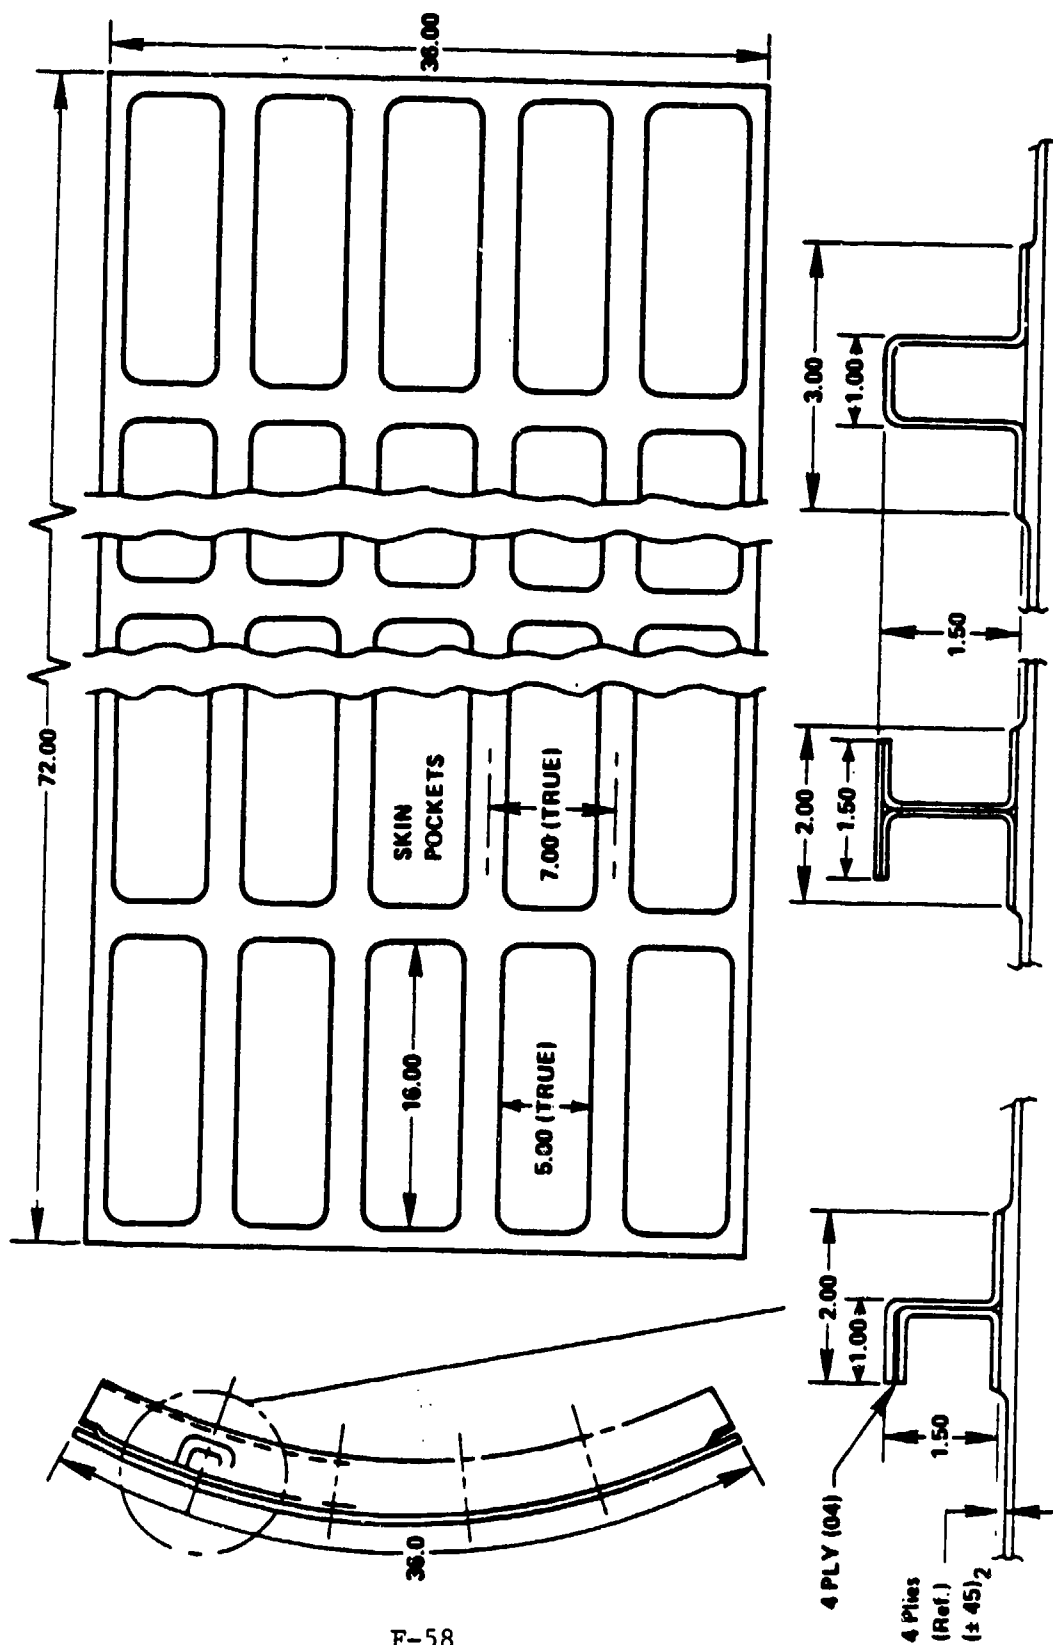 36.00
72.00
SKIN
POCKETS
7.00 (TRUE)
16.00
5.00 (TRUE)
36.0
4 PLY (04)
4 Plies
(Ref.)
(± 45)2
1.50
2.00
1.00
2.00
1.50
1.50
3.00
1.00
F-58